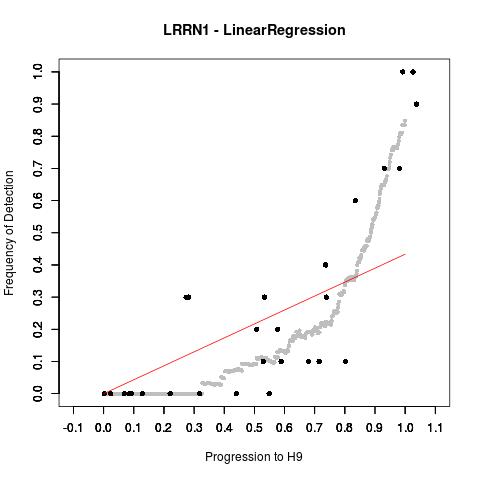 LRRN1 - LinearRegression
Frequency of Detection
1.0
0.9
0.8
0.7
0.6
0.5
0.4
0.3
0.2
0.1
0.0
-0.1 0.0 0.1 0.2 0.3 0.4 0.5 0.6 0.7 0.8 0.9 1.0 1.1
Progression to H9